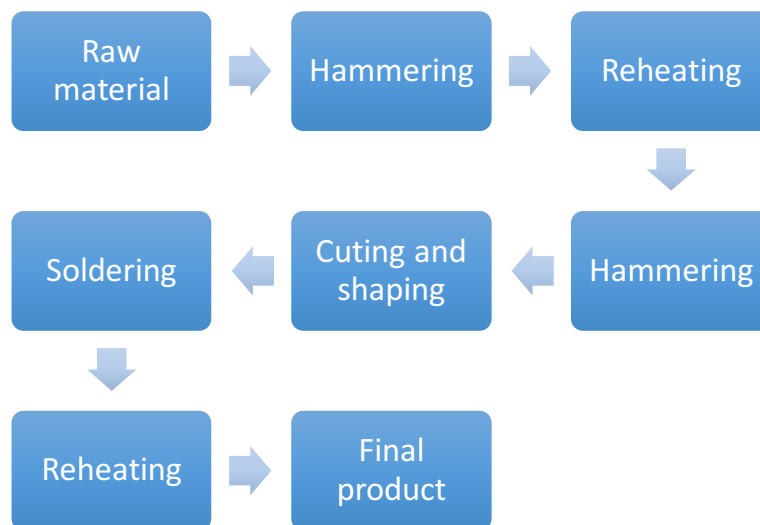 Raw
material
Hammering
Reheating
Hammering
Cuting and
shaping
Soldering
Reheating
Final
product